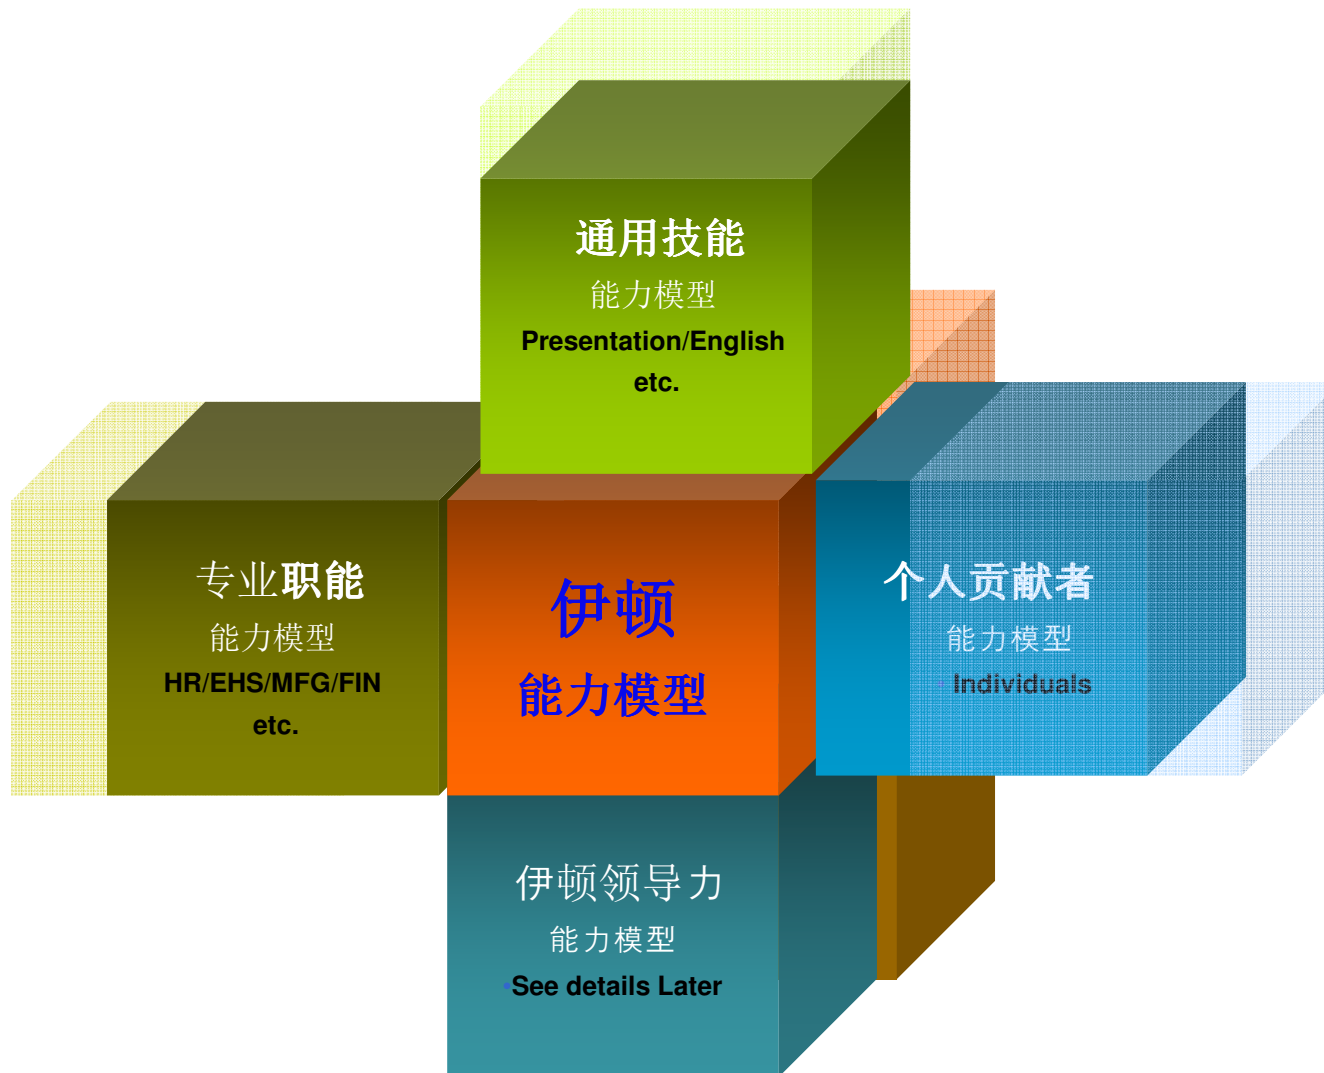 通用技能
能力模型
Presentation/English
etc.
专业职能
能力模型
HR/EHS/MFG/FIN
etc.
伊顿
能力模型
个人贡献者
能力模型
• Individuals
伊顿领导力
能力模型
•See details Later